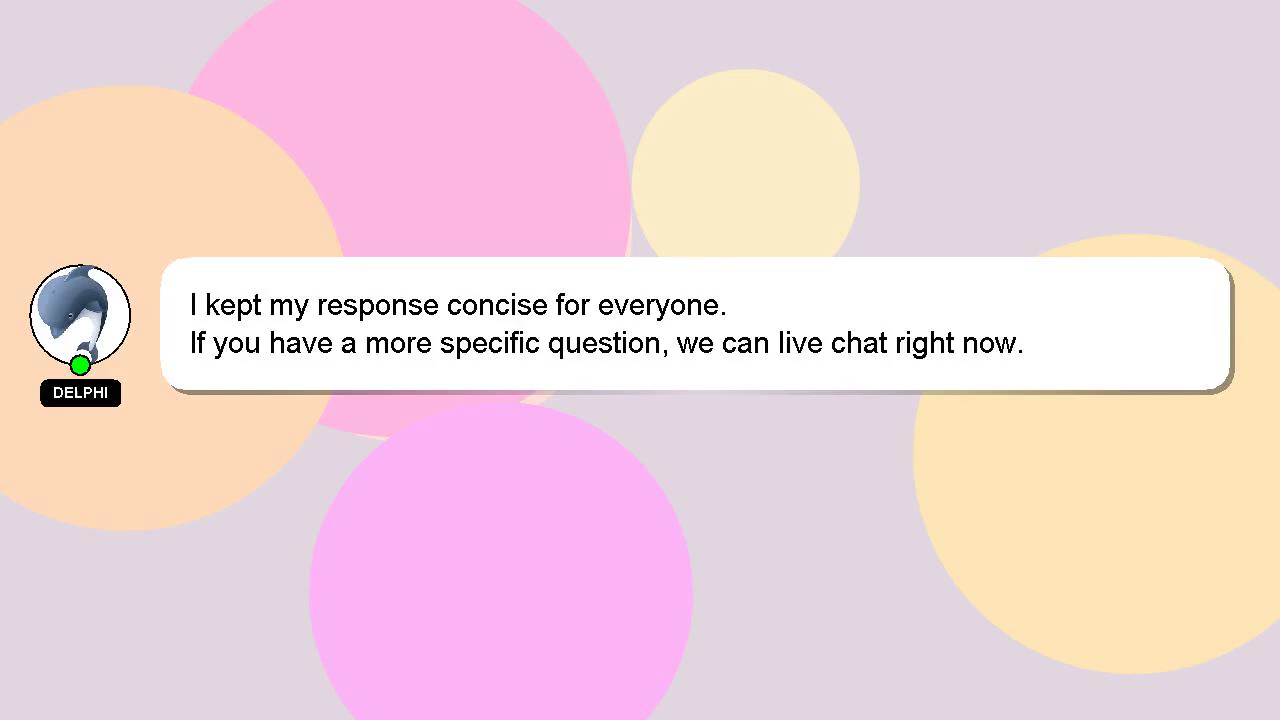 I kept my response concise for everyone.
If you have a more specific question, we can live chat right now.
DELPHI